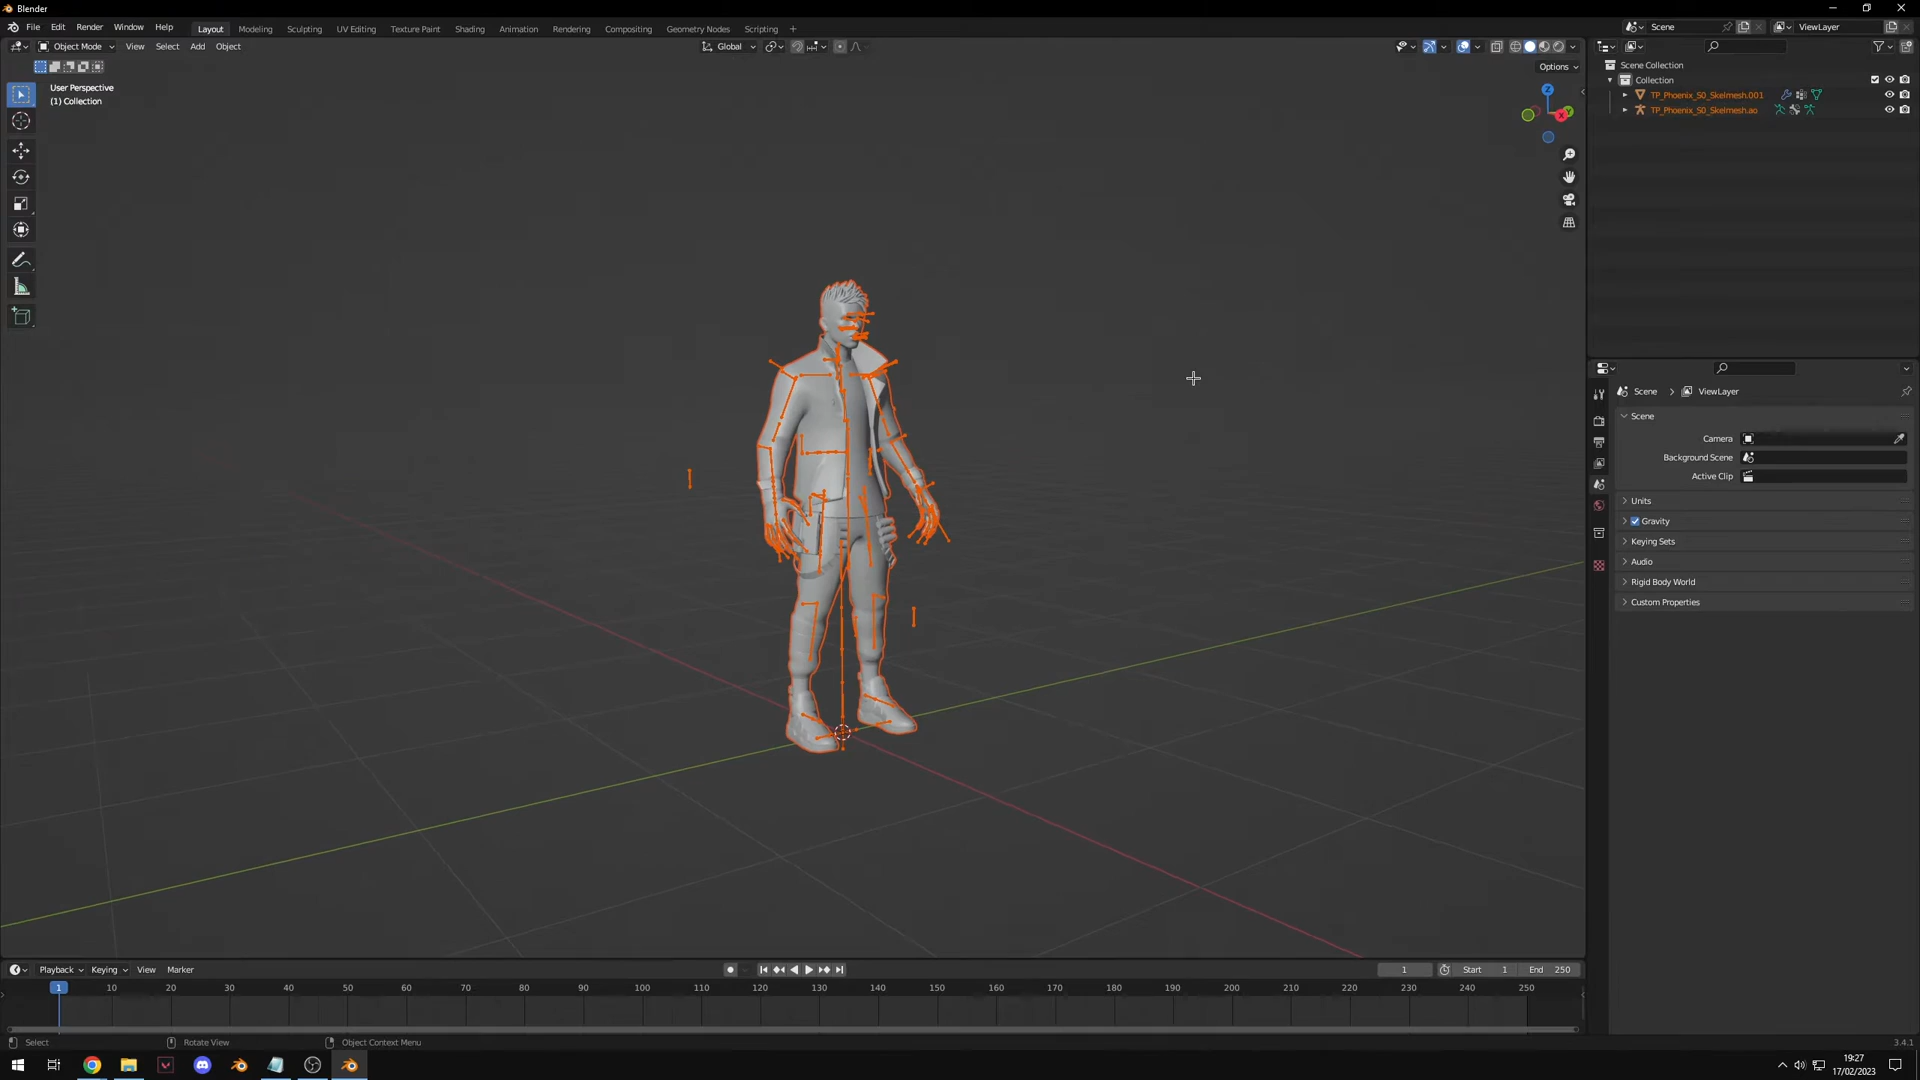 Blender
File Edit Render Window Help
Layout Modeling Sculpting UV Editing Texture Paint Shading Animation Rendering Compositing Geometry Nodes Scripting +
Scene
ViewLayer
Object Mode View Select Add Object
Global
Options
User Perspective
(1) Collection
Z
X
Y
Scene Collection
Collection
TP_Phoenix_S0_Skelmesh.001
TP_Phoenix_S0_Skelmesh.ao
Scene > ViewLayer
Scene
Camera
Background Scene
Active Clip
Units
Gravity
Keying Sets
Audio
Rigid Body World
Custom Properties
Playback Keying View Marker
1 Start 1 End 250
1 10 20 30 40 50 60 70 80 90 100 110 120 130 140 150 160 170 180 190 200 210 220 230 240 250
Select Rotate View Object Context Menu
3.4.1
19:27
17/02/2023